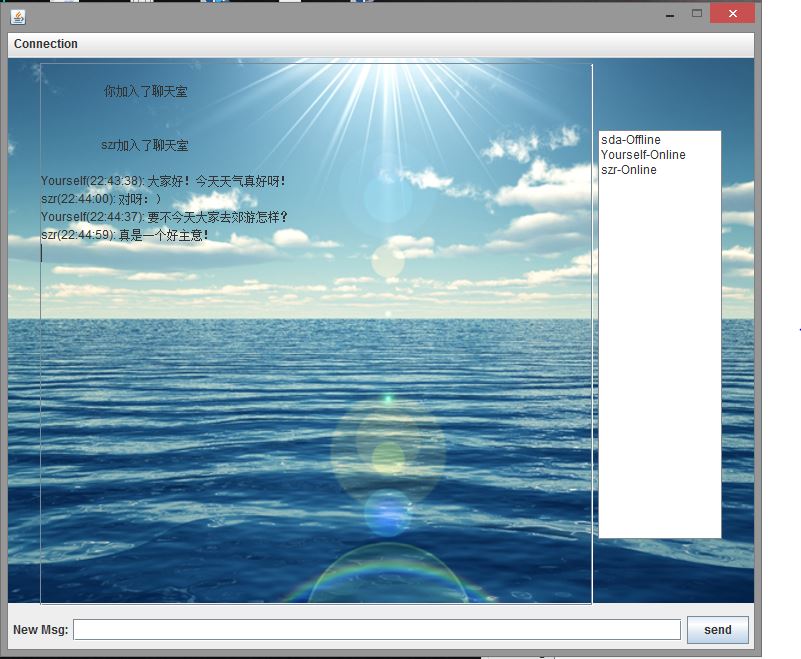 Connection
你加入了聊天室
szr加入了聊天室
Yourself(22:43:38): 大家好！今天天气真好呀！
szr(22:44:00): 对呀：）
Yourself(22:44:37): 要不今天大家去郊游怎样？
szr(22:44:59): 真是一个好主意！
sda-Offline
Yourself-Online
szr-Online
New Msg:
send